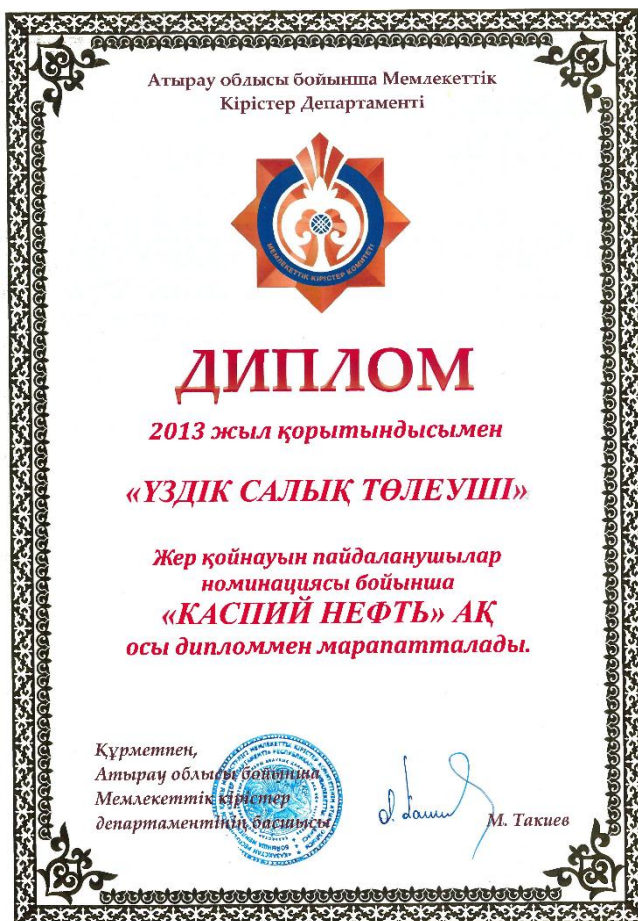 Атырау облысы бойынша Мемлекеттік
Кірістер Департаменті
МЕМЛЕКЕТТІК КІРІСТЕР КОМИТЕТІ
ДИПЛОМ
2013 жыл қорытындысымен
«ҮЗДІК САЛЫҚ ТӨЛЕУШІ»
Жер қойнауын пайдаланушылар
номинациясы бойынша
«КАСПИЙ НЕФТЬ» АҚ
осы дипломмен марапатталады.
Құрметпен,
Атырау облысы бойынша
Мемлекеттік кірістер
департаментінің басшысы
М. Такиев